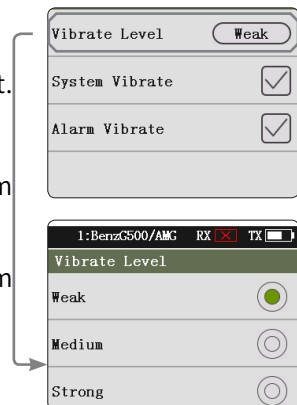 Vibrate Level Weak
t.
System Vibrate
Alarm Vibrate
m
1:BenzG500/AMG RX TX
Vibrate Level
m
Weak
Medium
Strong